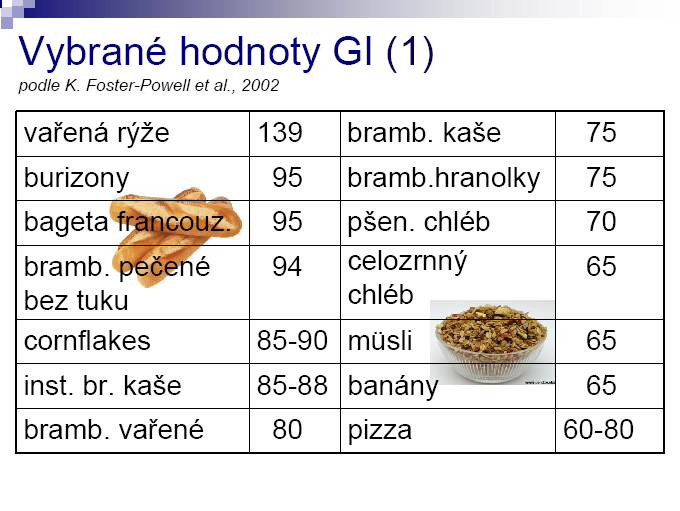 Vybrané hodnoty GI (1)
podle K. Foster-Powell et al., 2002
vařená rýže 139 bramb. kaše 75
burizony 95 bramb.hranolky 75
bageta francouz. 95 pšen. chléb 70
bramb. pečené bez tuku 94 celozrnný chléb 65
cornflakes 85-90 müsli 65
inst. br. kaše 85-88 banány 65
bramb. vařené 80 pizza 60-80